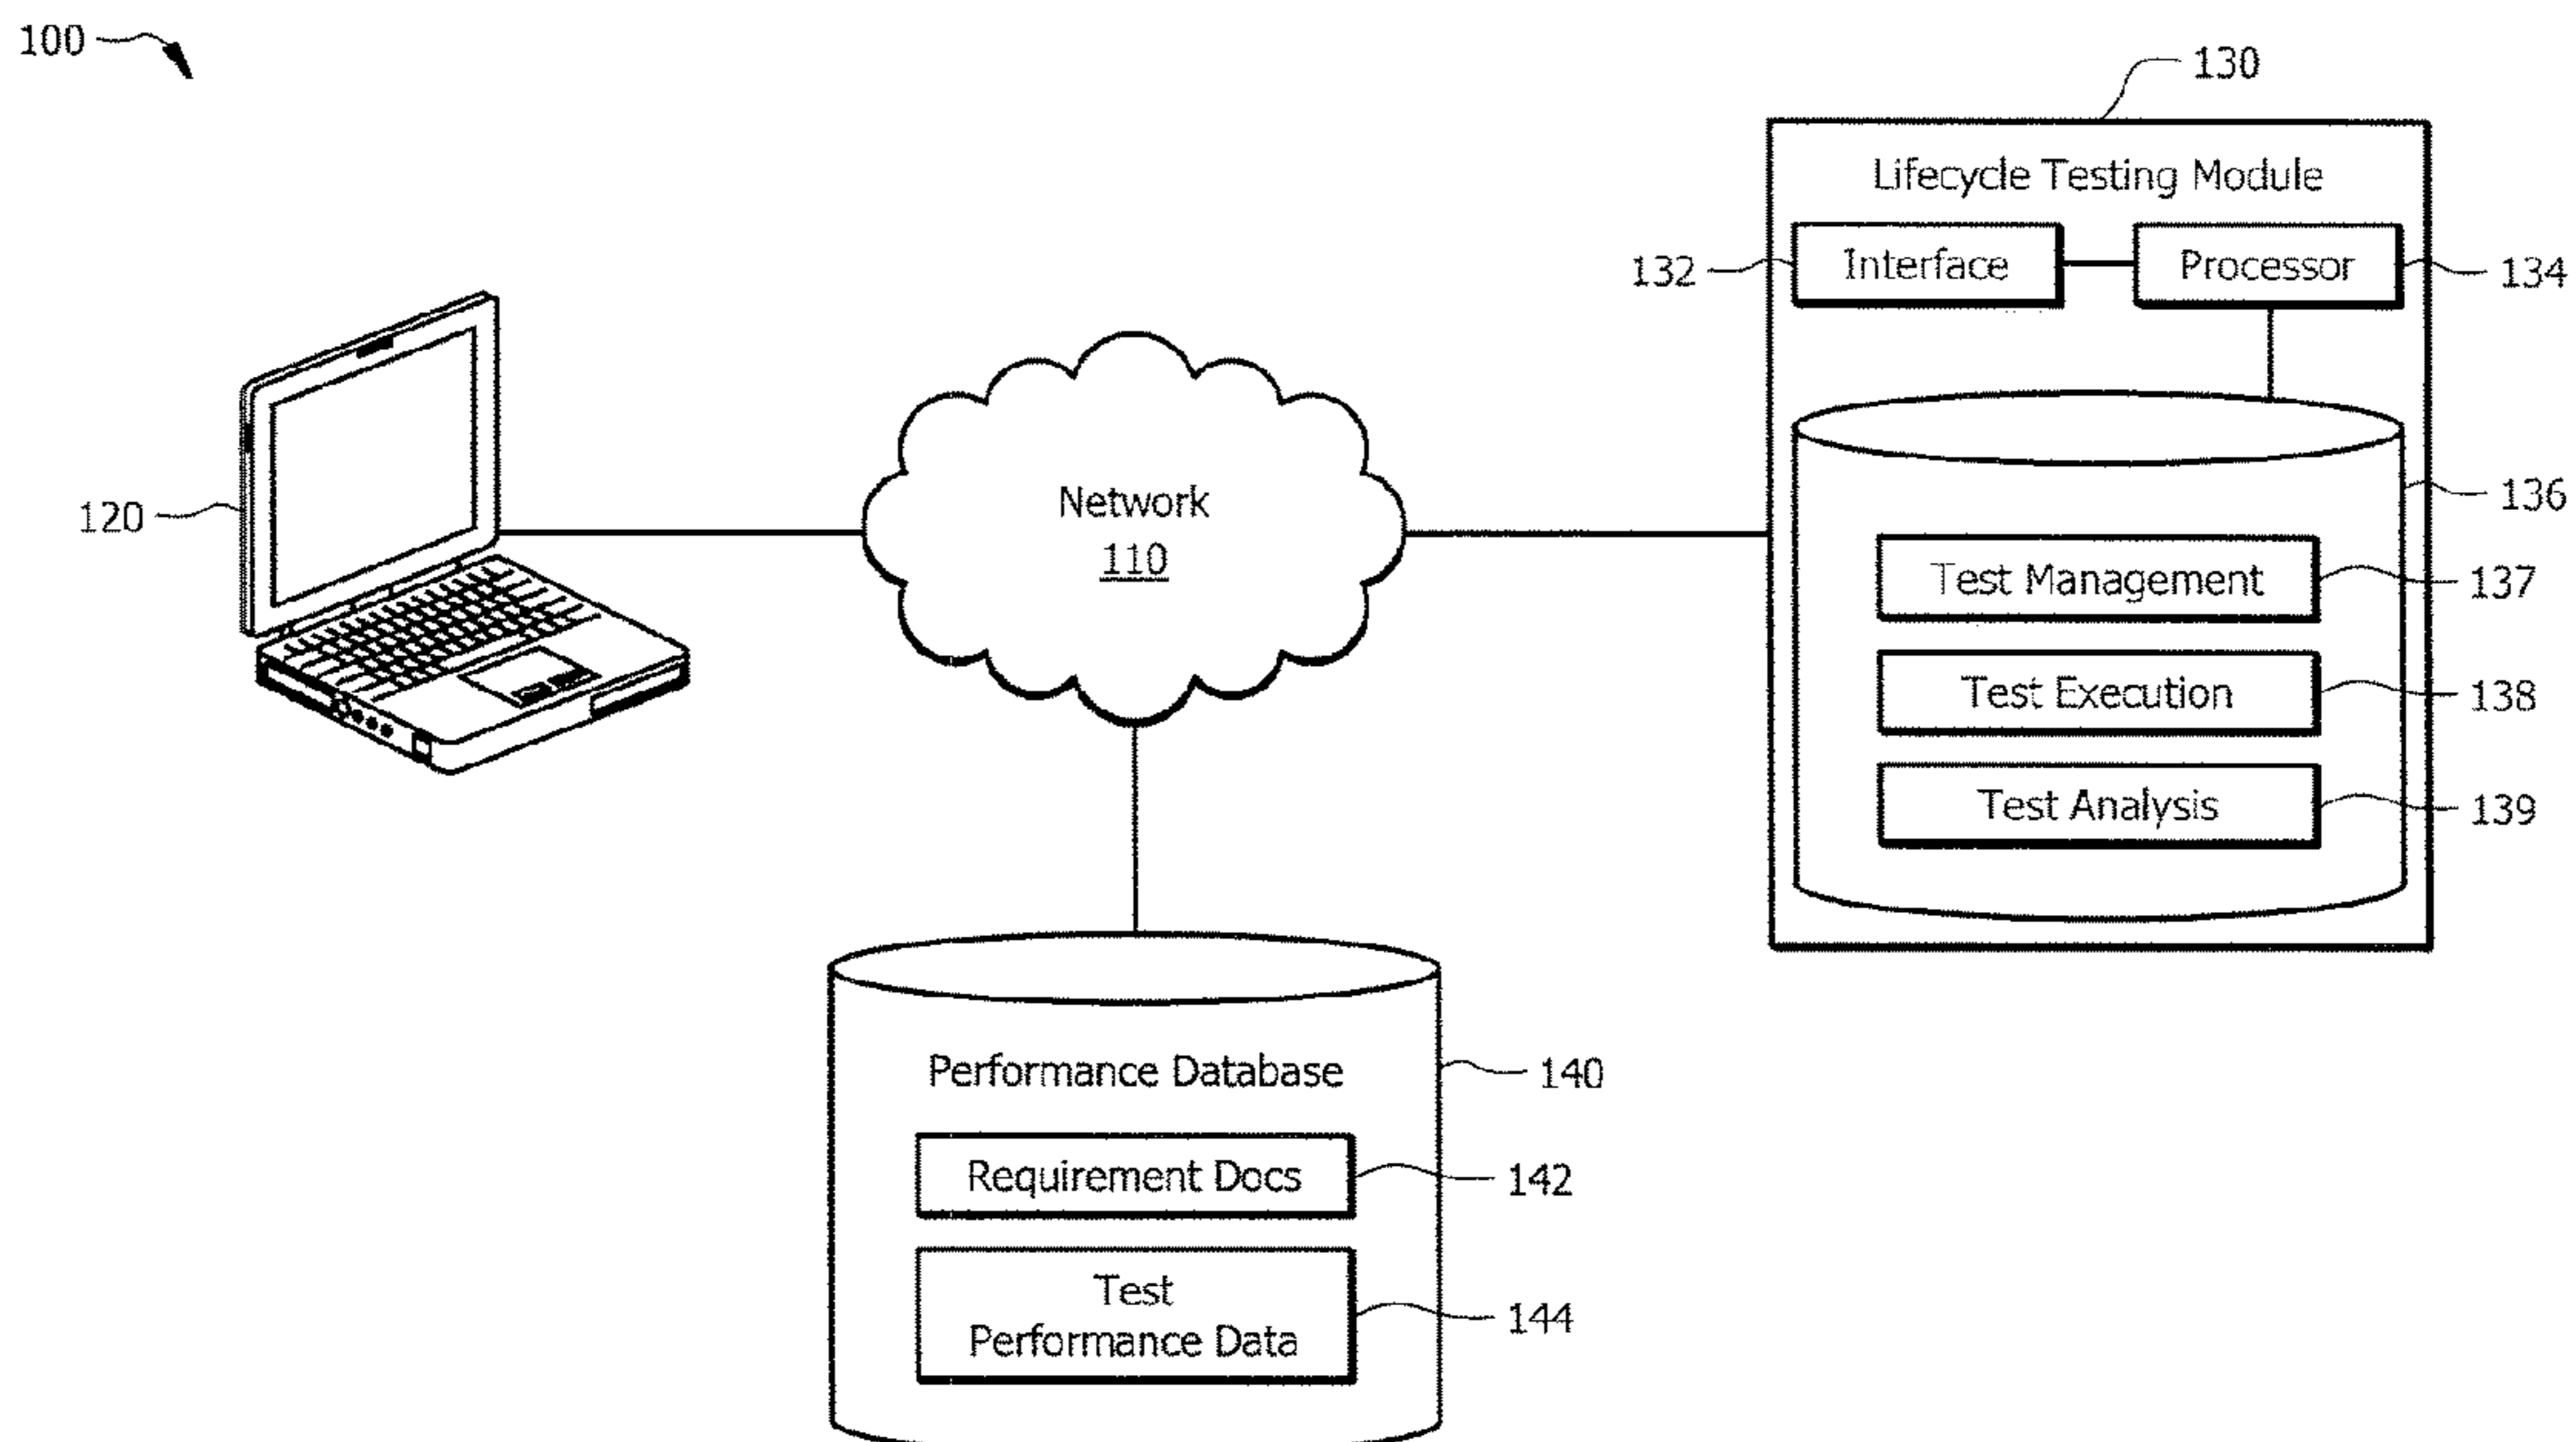 100
130
Lifecycle Testing Module
132
Interface
Processor
134
136
Network
110
120
Test Management
137
Test Execution
138
Test Analysis
139
Performance Database
140
Requirement Docs
142
Test
Performance Data
144